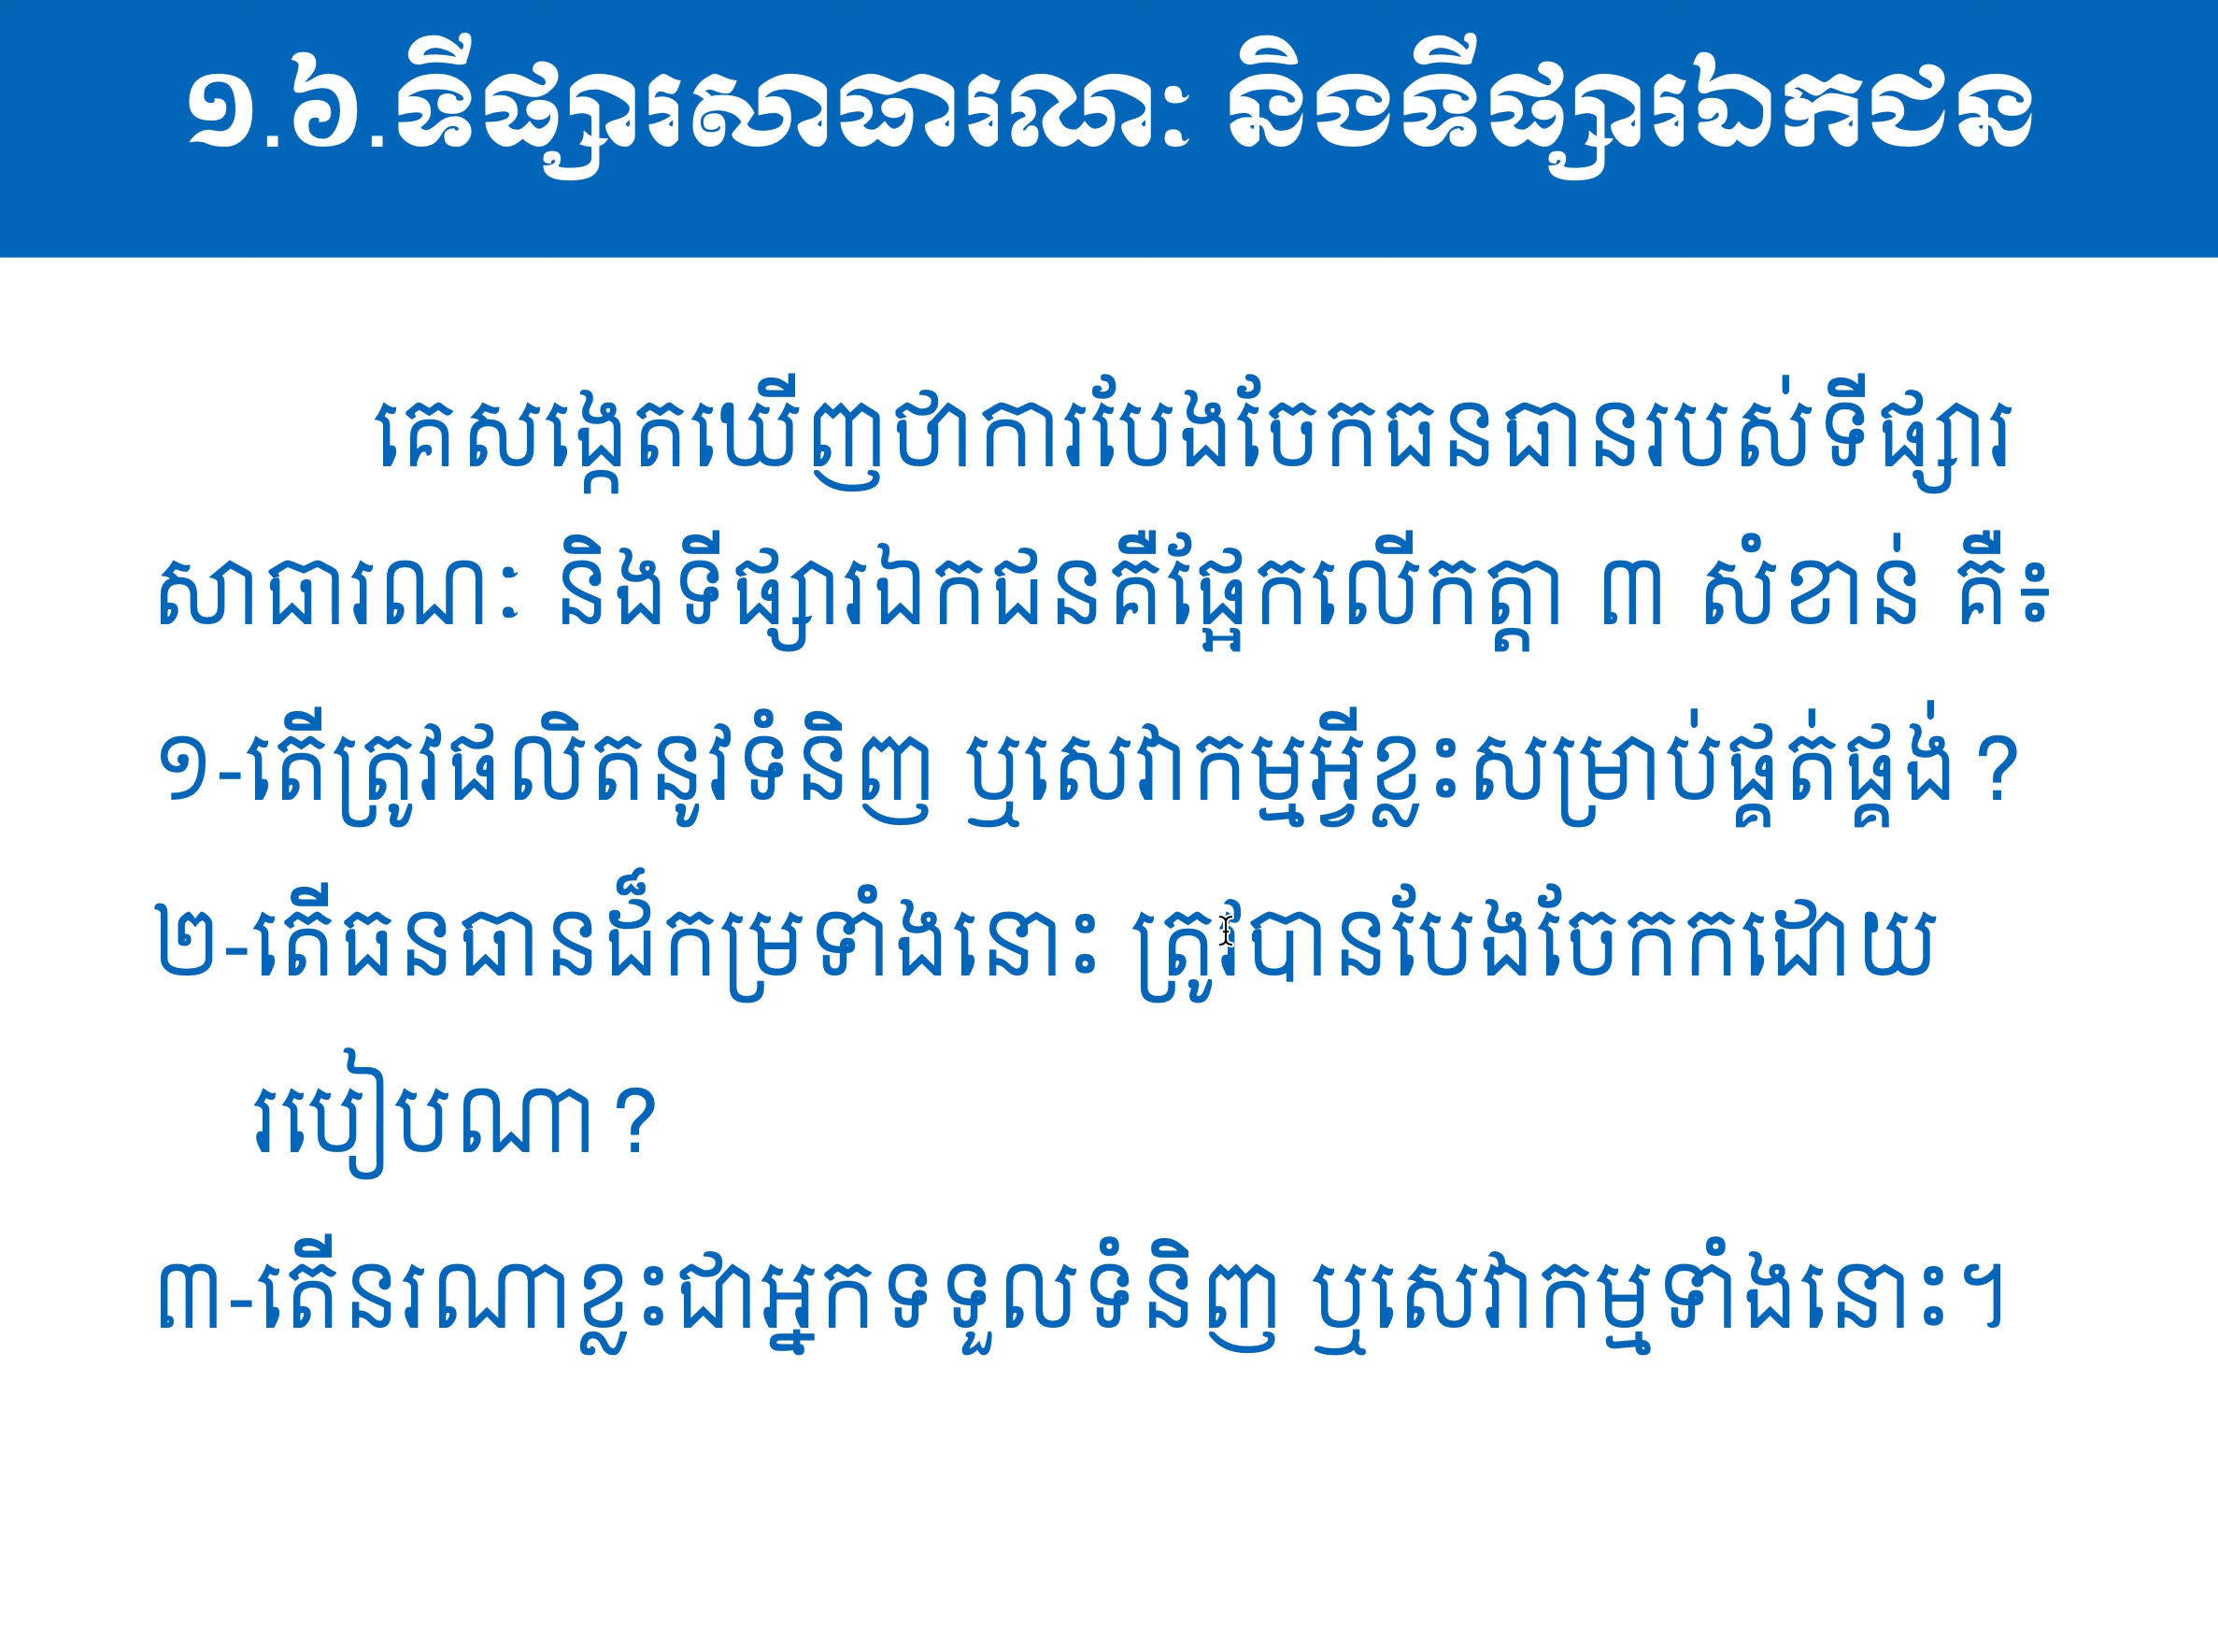 ១.៦.ទីផ្សារសាធារណៈ និងទីផ្សារឯកជន
គេសង្កេតឃើញថាការបែងចែកធនធានរបស់ទីផ្សារ
សាធារណៈ និងទីផ្សារឯកជនគឺផ្អែកលើកត្តា ៣ សំខាន់ គឺ៖
១-តើត្រូវផលិតនូវទំនិញ ឬសេវាកម្មអ្វីខ្លះសម្រាប់ផ្គត់ផ្គង់ ?
២-តើធនធានដ៏កម្រទាំងនោះ ត្រូវបានបែងចែកកដោយ
របៀបណា ?
៣-តើនរណាខ្លះជាអ្នកទទួលទំនិញ ឬសេវាកម្មទាំងនោះ។